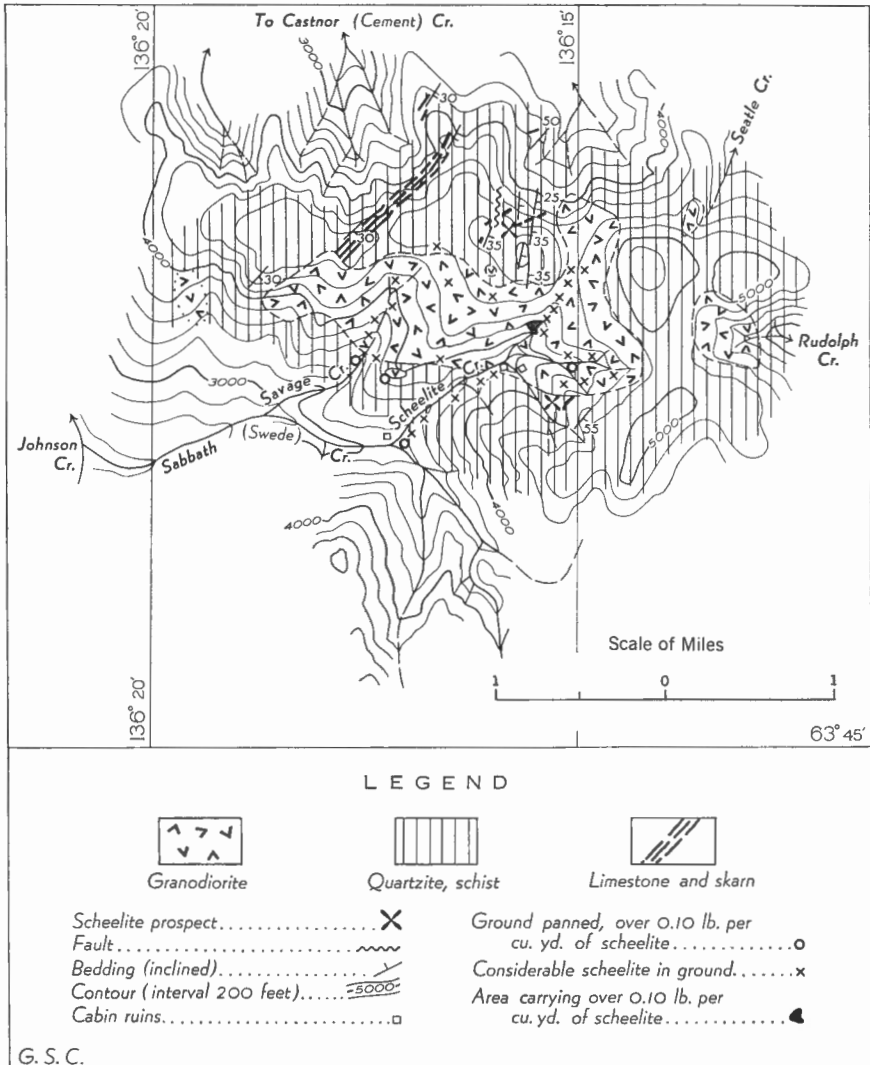 136° 20'
To Castnor (Cement) Cr.
136° 15'
3000
3000
30
50
4000
Seatle Cr.
25
30
35
35
4000
30
35
5000
Rudolph
Cr.
3000
Savage
Cr.
Scheelite
Cr.
Johnson
Cr.
Sabbath
(Swede)
Cr.
55
5000
4000
4000
Scale of Miles
1
0
1
136° 20'
63° 45'
LEGEND
Granodiorite
Quartzite, schist
Limestone and skarn
Scheelite prospect
Fault
Bedding (inclined)
Contour (interval 200 feet)
5000
Cabin ruins
Ground panned, over 0.10 lb. per
cu. yd. of scheelite
Considerable scheelite in ground
Area carrying over 0.10 lb. per
cu. yd. of scheelite
G. S. C.